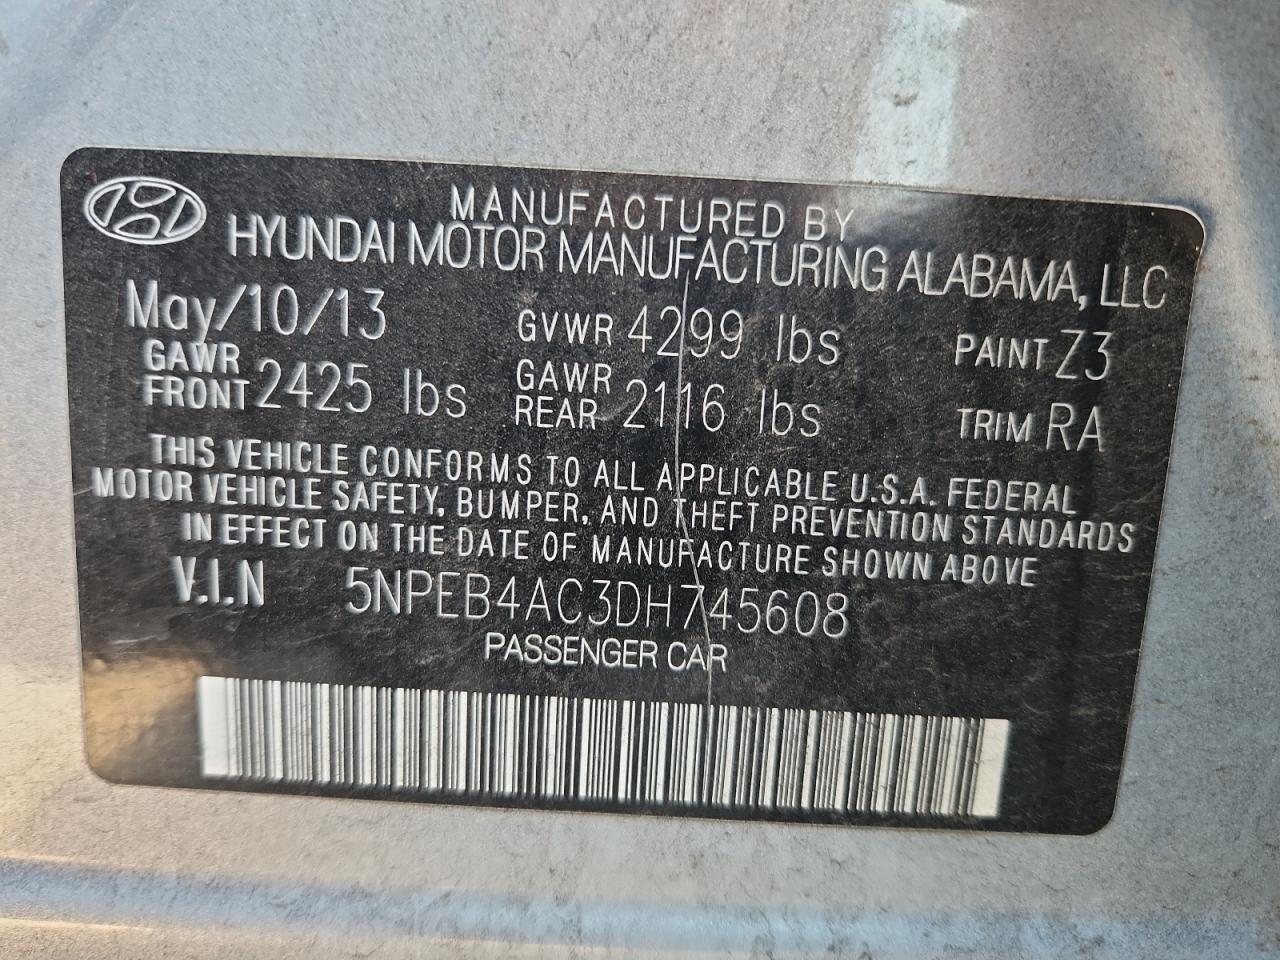 MANUFACTURED BY
HYUNDAI MOTOR MANUFACTURING ALABAMA, LLC
May/10/13 GVWR 4299 lbs PAINT Z3
GAWR FRONT 2425 lbs GAWR REAR 2116 lbs TRIM RA
THIS VEHICLE CONFORMS TO ALL APPLICABLE U.S.A. FEDERAL
MOTOR VEHICLE SAFETY, BUMPER, AND THEFT PREVENTION STANDARDS
IN EFFECT ON THE DATE OF MANUFACTURE SHOWN ABOVE
V.I.N 5NPEB4AC3DH745608
PASSENGER CAR